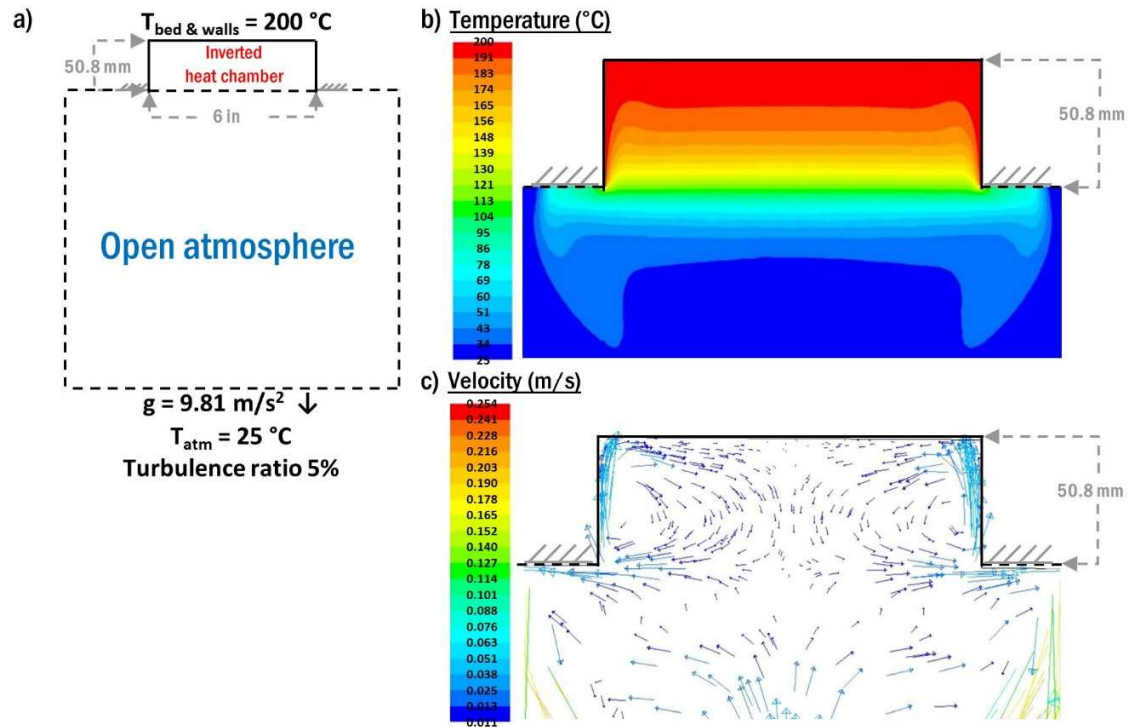 a)
T_bed & walls = 200 °C
Inverted
heat chamber
50.8 mm
6 in
Open atmosphere
g = 9.81 m/s² ↓
T_atm = 25 °C
Turbulence ratio 5%
b) Temperature (°C)
200
191
183
174
165
156
148
139
130
121
113
104
95
86
78
69
60
51
43
34
25
50.8 mm
c) Velocity (m/s)
0.254
0.241
0.228
0.216
0.203
0.190
0.178
0.165
0.152
0.140
0.127
0.114
0.101
0.088
0.076
0.063
0.051
0.038
0.025
0.011
50.8 mm